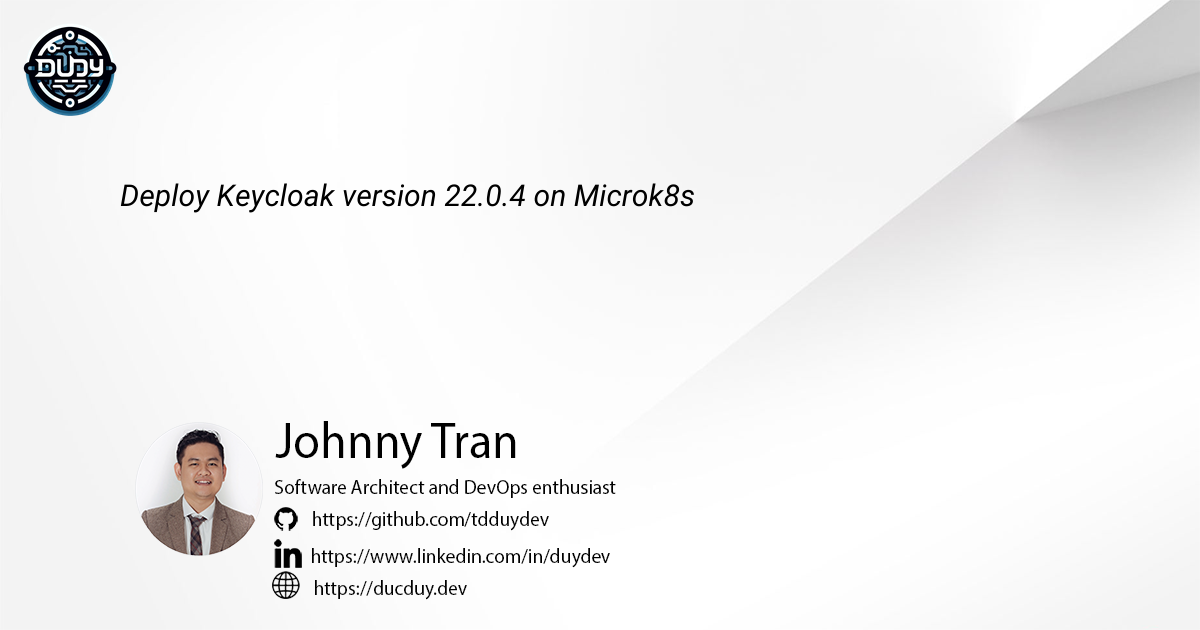 DUDY
Deploy Keycloak version 22.0.4 on Microk8s
Johnny Tran
Software Architect and DevOps enthusiast
https://github.com/tdduydev
in https://www.linkedin.com/in/duydev
https://ducduy.dev